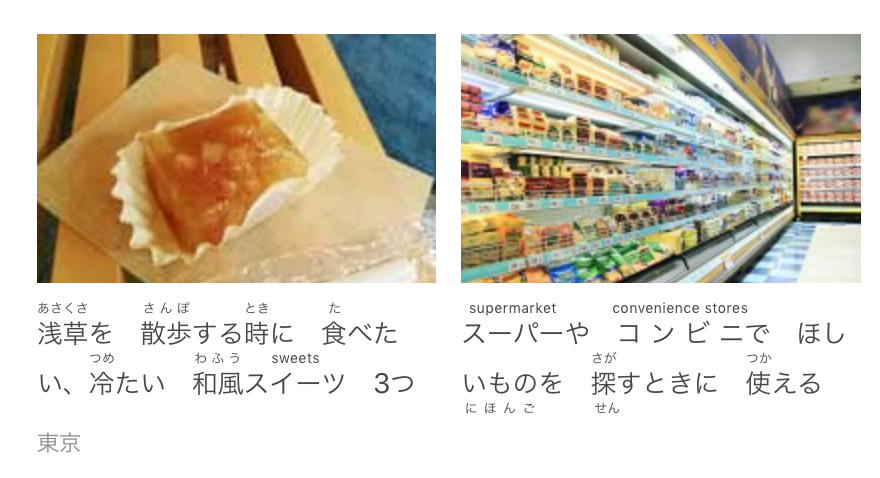 あさくさ さんぽ とき た
浅草を 散歩する時に 食べた
つめ わふう sweets
い、冷たい 和風スイーツ 3つ
東京
supermarket convenience stores
スーパーや コンビニで ほし
さが つか
いものを 探すときに 使える
にほんご せん